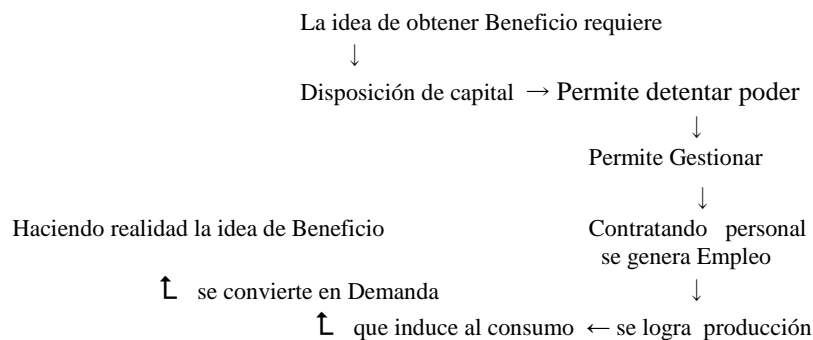 La idea de obtener Beneficio requiere
↓
Disposición de capital → Permite detentar poder
↓
Permite Gestionar
↓
Haciendo realidad la idea de Beneficio Contratando personal
se genera Empleo
se convierte en Demanda ↓
que induce al consumo ← se logra producción